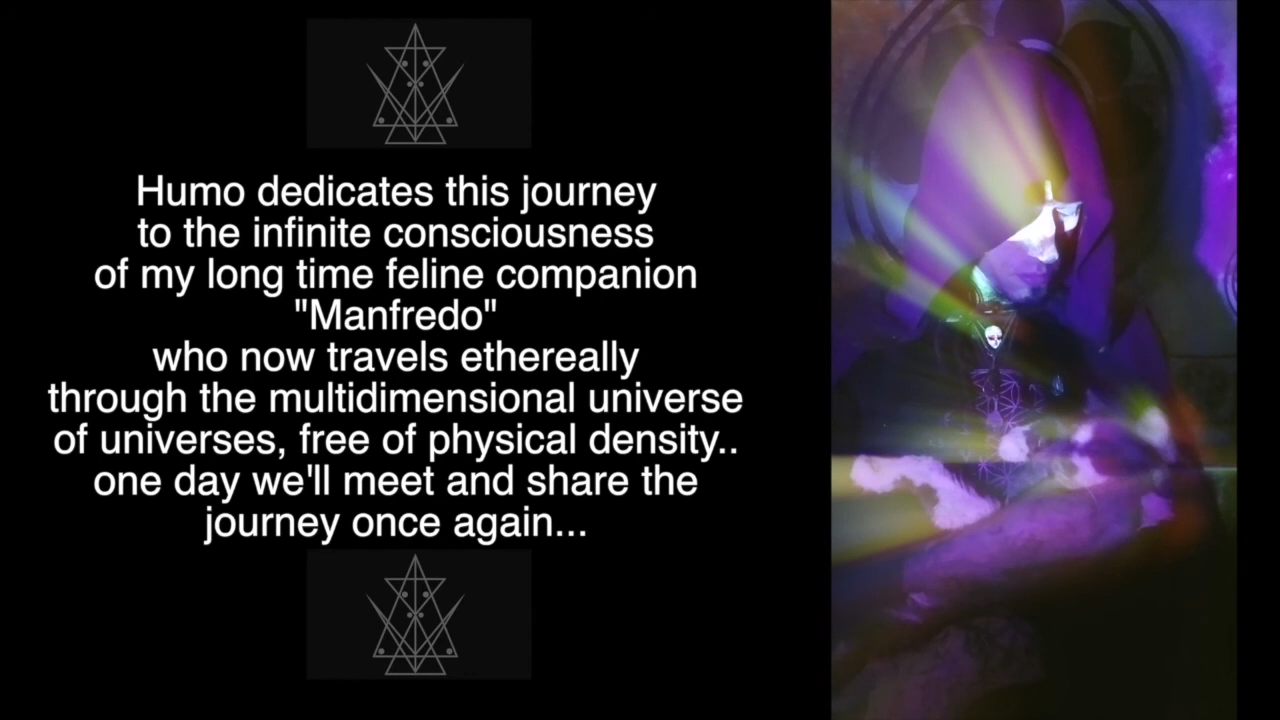 Humo dedicates this journey
to the infinite consciousness
of my long time feline companion
"Manfredo"
who now travels ethereally
through the multidimensional universe
of universes, free of physical density..
one day we'll meet and share the
journey once again...